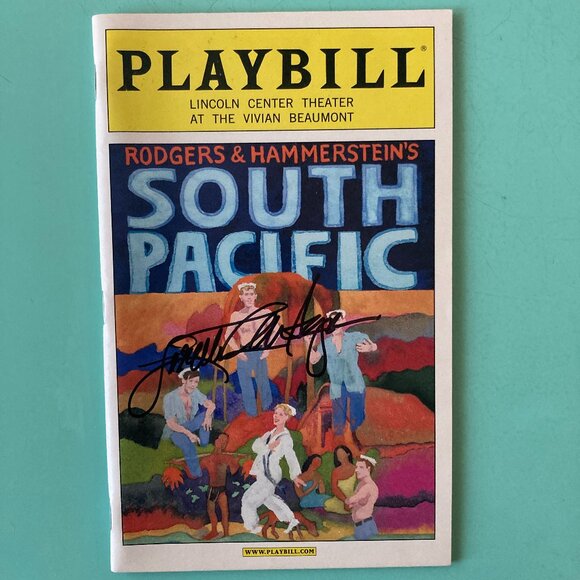 PLAYBILL®
LINCOLN CENTER THEATER
AT THE VIVIAN BEAUMONT
RODGERS & HAMMERSTEIN'S
SOUTH
PACIFIC
WWW.PLAYBILL.COM